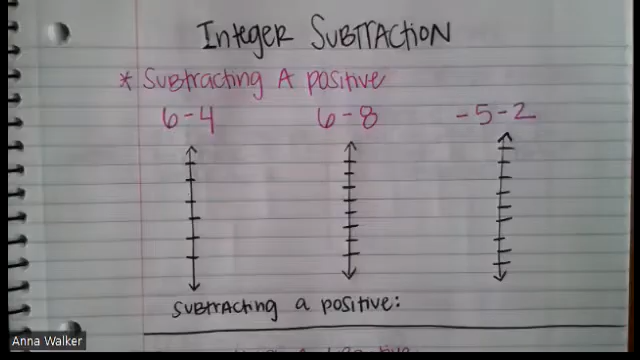 Integer Subtraction
* Subtracting A positive
6-4 6-8 -5-2
Subtracting a positive:
Anna Walker